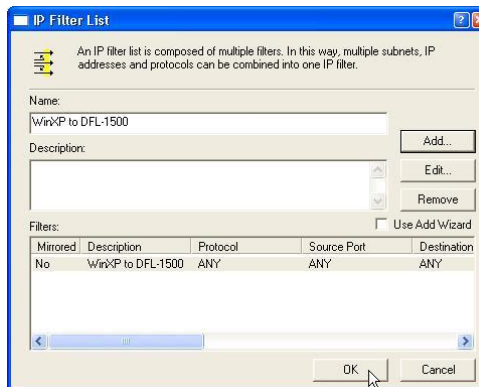 IP Filter List
An IP filter list is composed of multiple filters. In this way, multiple subnets, IP
addresses and protocols can be combined into one IP filter.
Name:
WinXP to DFL-1500
Description:
Add...
Edit...
Remove
Filters:
Use Add Wizard
Mirrored Description Protocol Source Port Destination
No WinXP to DFL-1500 ANY ANY ANY
OK Cancel